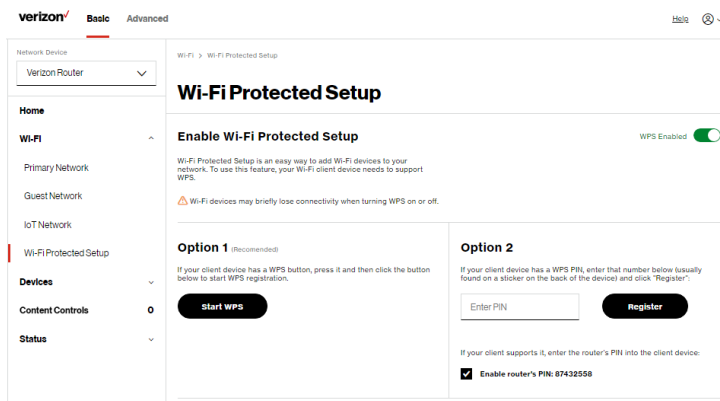 verizon Basic Advanced Help
Network Device
Verizon Router
Home
Wi-Fi
Primary Network
Guest Network
IoT Network
Wi-Fi Protected Setup
Devices
Content Controls 0
Status
Wi-Fi > Wi-Fi Protected Setup
Wi-Fi Protected Setup
Enable Wi-Fi Protected Setup
WPS Enabled
Wi-Fi Protected Setup is an easy way to add Wi-Fi devices to your
network. To use this feature, your Wi-Fi client device needs to support
WPS.
Wi-Fi devices may briefly lose connectivity when turning WPS on or off.
Option 1 (Recomended)
If your client device has a WPS button, press it and then click the button
below to start WPS registration.
Start WPS
Option 2
If your client device has a WPS PIN, enter that number below (usually
found on a sticker on the back of the device) and click "Register":
Enter PIN
Register
If your client supports it, enter the router's PIN into the client device:
Enable router's PIN: 87432558